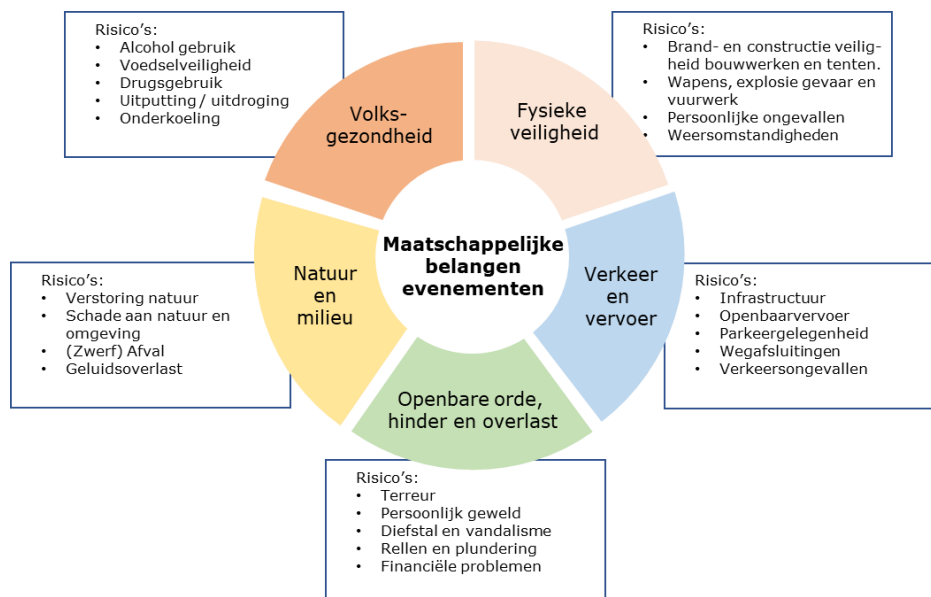 Risico's:
• Alcohol gebruik
• Voedselveiligheid
• Drugsgebruik
• Uitputting / uitdroging
• Onderkoeling
Volks-
gezondheid
Fysieke
veiligheid
Risico's:
• Brand- en constructie veilig-
heid bouwwerken en tenten.
• Wapens, explosie gevaar en
vuurwerk
• Persoonlijke ongevallen
• Weersomstandigheden
Maatschappelijke
belangen
evenementen
Risico's:
• Verstoring natuur
• Schade aan natuur en
omgeving
• (Zwerf) Afval
• Geluidsoverlast
Natuur
en
milieu
Verkeer
en
vervoer
Risico's:
• Infrastructuur
• Openbaarvervoer
• Parkeergelegenheid
• Wegafsluitingen
• Verkeersongevallen
Openbare orde,
hinder en overlast
Risico's:
• Terreur
• Persoonlijk geweld
• Diefstal en vandalisme
• Rellen en plundering
• Financiële problemen